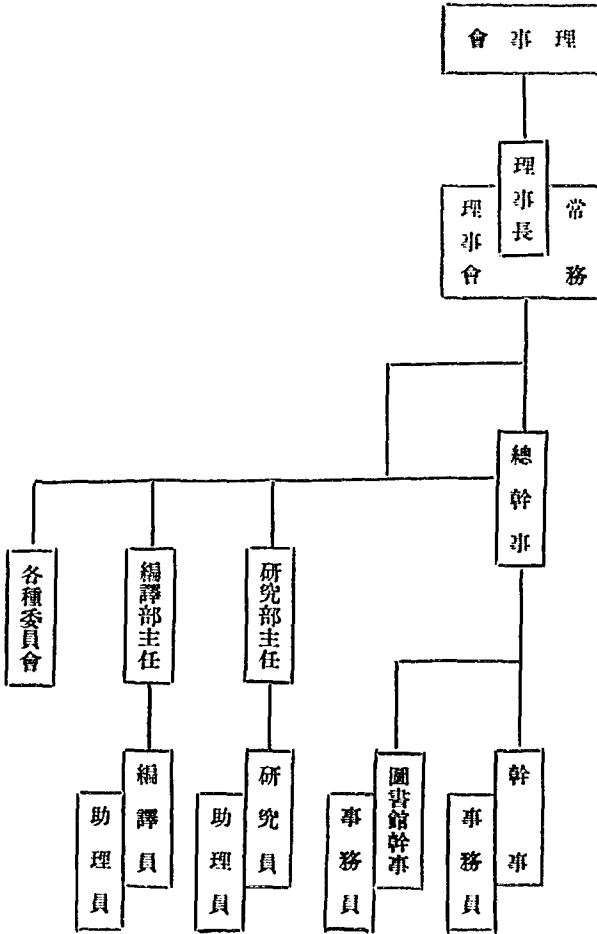 理事會
理事長
常務
理事會
總幹事
研究部主任
編譯部主任
各種委員會
幹事
事務員
圖書館幹事
事務員
研究員
助理員
編譯員
助理員